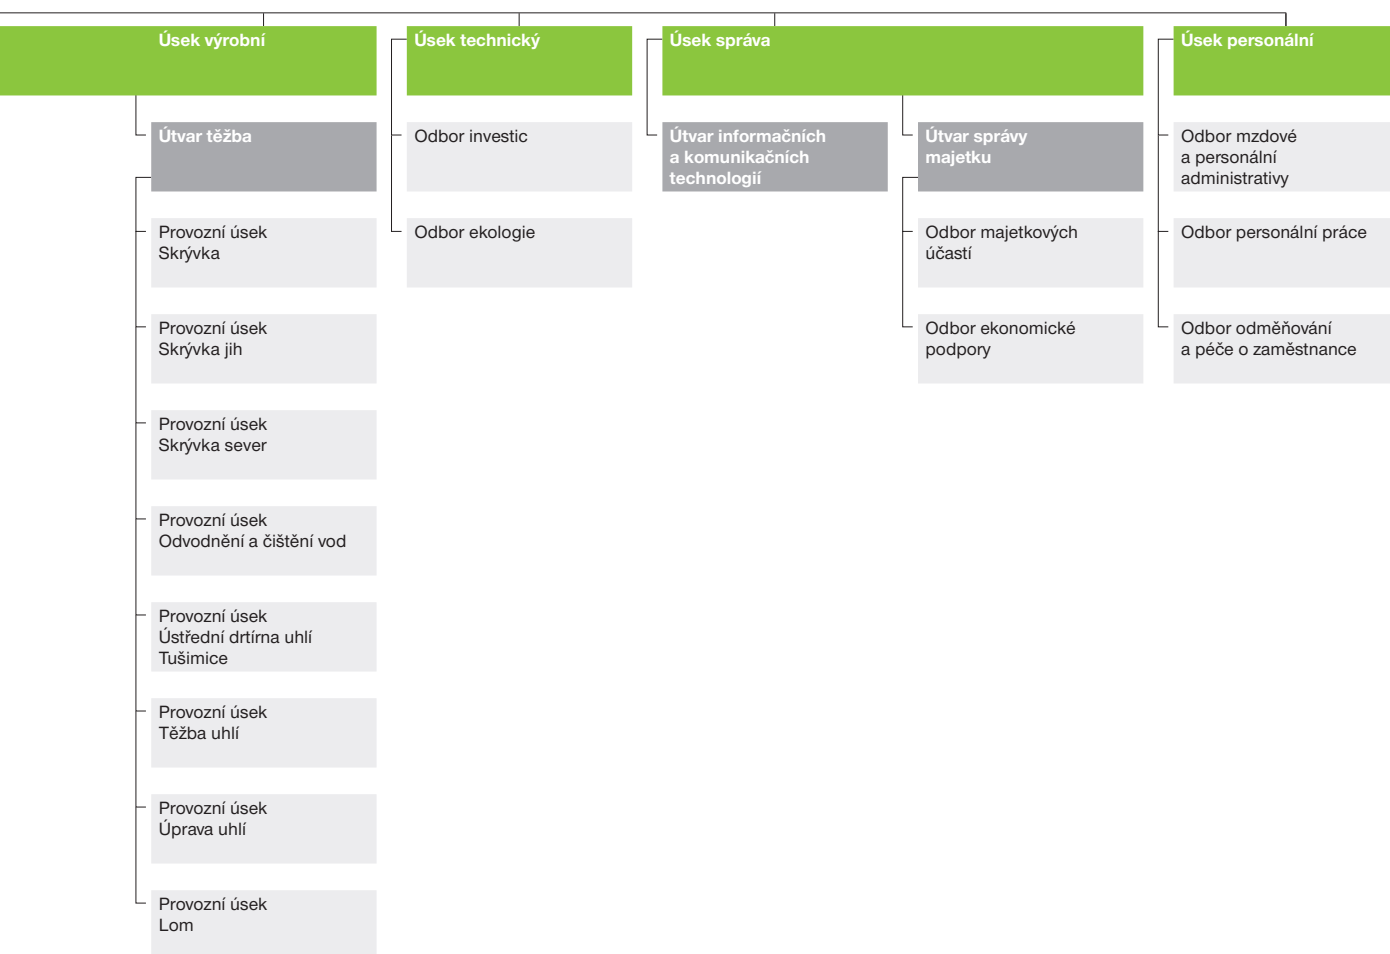 Úsek výrobní
Úsek technický
Úsek správa
Úsek personální
Útvar těžba
Odbor investic
Útvar informačních
a komunikačních
technologií
Útvar správy
majetku
Odbor mzdové
a personální
administrativy
Provozní úsek
Skrývka
Odbor ekologie
Odbor majetkových
účastí
Odbor personální práce
Provozní úsek
Skrývka jih
Odbor ekonomické
podpory
Odbor odměňování
a péče o zaměstnance
Provozní úsek
Skrývka sever
Provozní úsek
Odvodnění a čištění vod
Provozní úsek
Ústřední drtírna uhlí
Tušimice
Provozní úsek
Těžba uhlí
Provozní úsek
Úprava uhlí
Provozní úsek
Lom